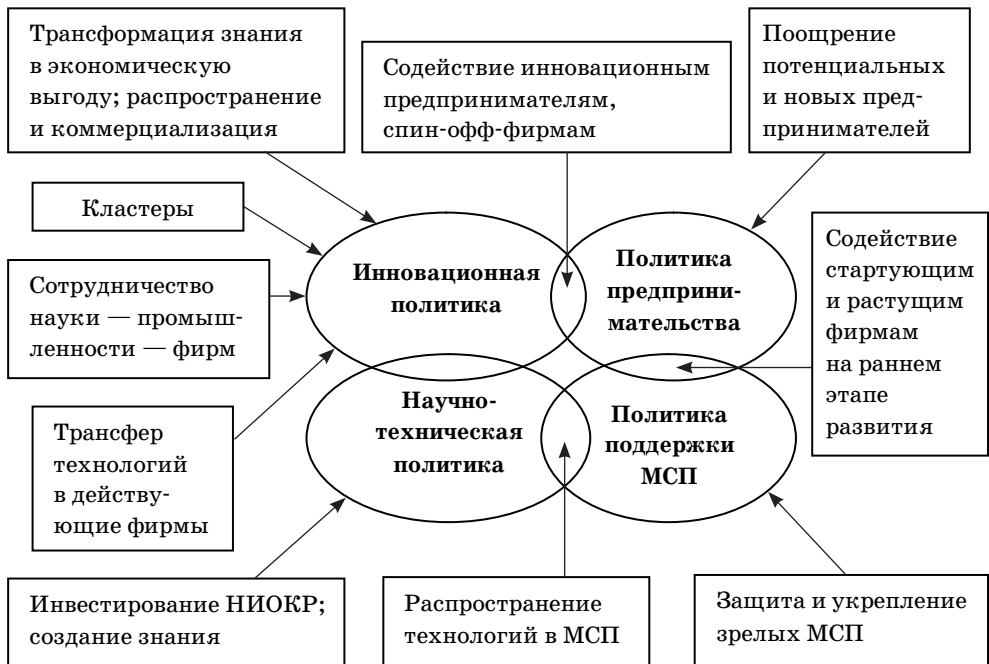 Трансформация знания
в экономическую
выгоду; распространение
и коммерциализация
Содействие инновационным
предпринимателям,
спин-офф-фирмам
Поощрение
потенциальных
и новых пред-
принимателей
Кластеры
Сотрудничество
науки — промыш-
ленности — фирм
Инновационная
политика
Политика
предприни-
мательства
Содействие
стартующим
и растущим
фирмам
на раннем
этапе
развития
Трансфер
технологий
в действу-
ющие фирмы
Научно-
техническая
политика
Политика
поддержки
МСП
Инвестирование НИОКР;
создание знания
Распространение
технологий в МСП
Защита и укрепление
зрелых МСП